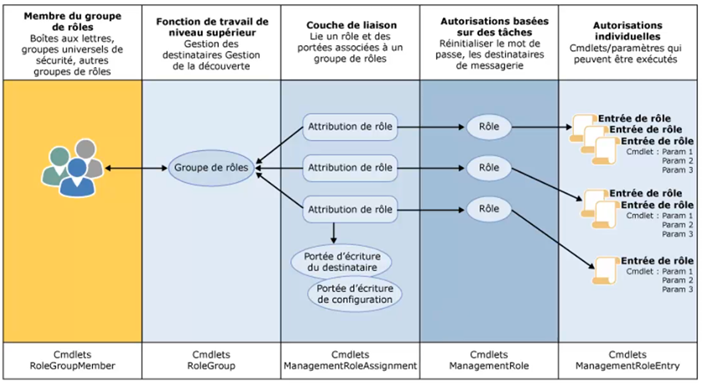 Membre du groupe
de rôles
Boîtes aux lettres,
groupes universels de
sécurité, autres
groupes de rôles
Fonction de travail de
niveau supérieur
Gestion des
destinataires Gestion
de la découverte
Couche de liaison
Lie un rôle et des
portées associées à un
groupe de rôles
Autorisations basées
sur des tâches
Réinitialiser le mot de
passe, les destinataires
de messagerie
Autorisations
individuelles
Cmdlets/paramètres qui
peuvent être exécutés
Groupe de rôles
Attribution de rôle
Rôle
Entrée de rôle
Entrée de rôle
Entrée de rôle
Cmdlet : Param 1
Param 2
Param 3
Attribution de rôle
Rôle
Entrée de rôle
Entrée de rôle
Cmdlet : Param 1
Param 2
Param 3
Attribution de rôle
Rôle
Entrée de rôle
Cmdlet : Param 1
Param 2
Param 3
Portée d'écriture
du destinataire
Portée d'écriture
de configuration
Cmdlets
RoleGroupMember
Cmdlets
RoleGroup
Cmdlets
ManagementRoleAssignment
Cmdlets
ManagementRole
Cmdlets
ManagementRoleEntry